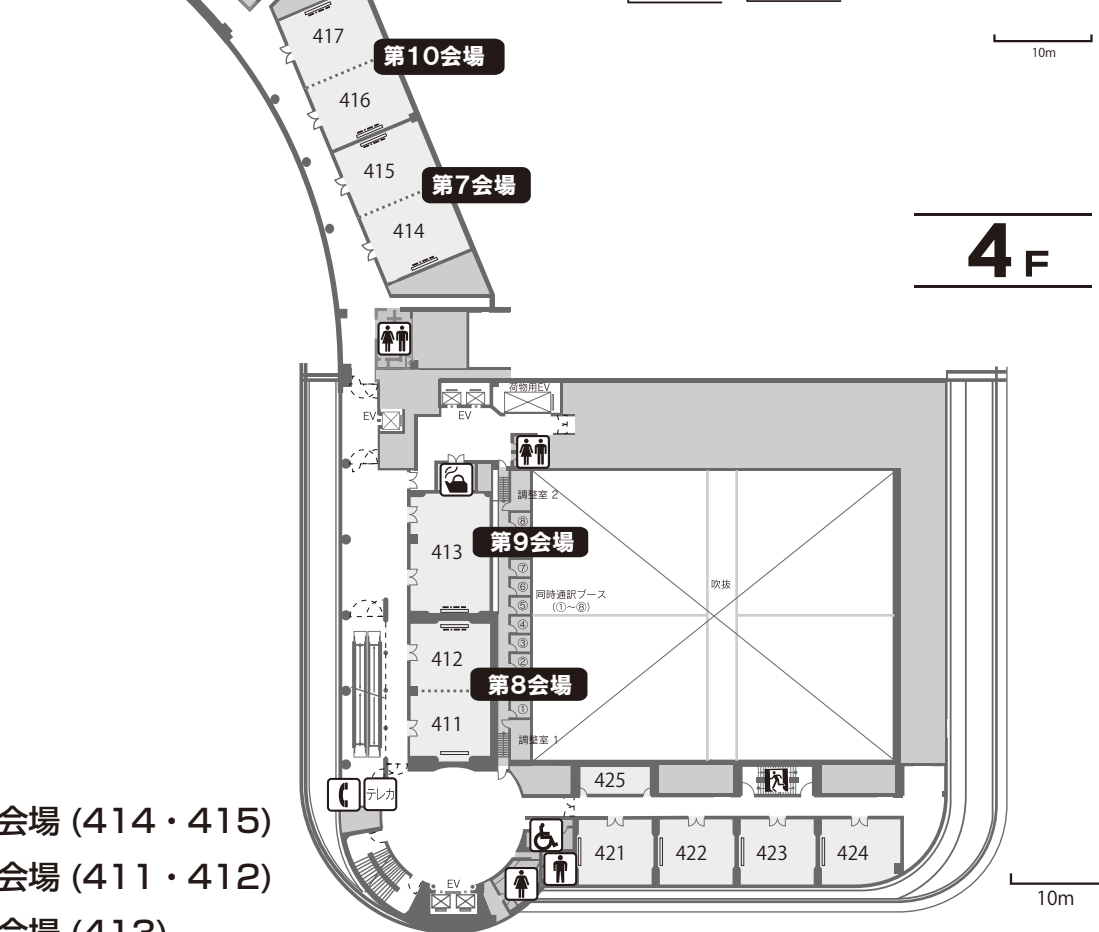 417
第10会場
10m
416
415
第7会場
414
4F
荷物用EV
EV
EV
調整室 2
⑧
413
第9会場
⑦
⑥
同時通訳ブース
⑤
(①〜⑧)
吹抜
④
③
412
②
第8会場
411
①
調整室 1
425
テレカ
会場 (414・415)
421
422
423
424
会場 (411・412)
EV
10m
会場 (413)